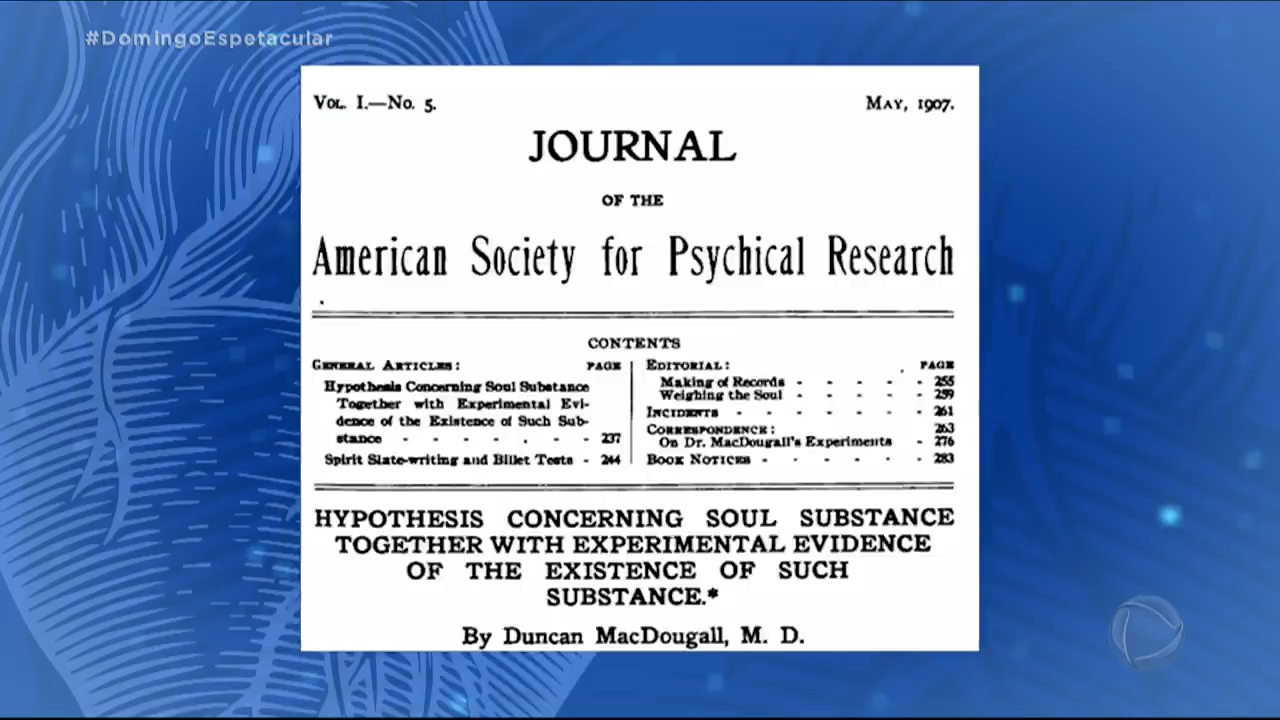 #DomingoEspetacular
Vol. I.—No. 5.
May, 1907.
JOURNAL
OF THE
American Society for Psychical Research
CONTENTS
General Articles: PAGE
Hypothesis Concerning Soul Substance
Together with Experimental Evi-
dence of the Existence of Such Sub-
stance - - - - - - - 237
Spirit Slate-writing and Billet Tests - 244
Editorial: PAGE
Making of Records - - - - - 255
Weighing the Soul - - - - - 259
Incidents - - - - - - - 261
Correspondence: 263
On Dr. MacDougall's Experiments - 276
Book Notices - - - - - - 283
HYPOTHESIS CONCERNING SOUL SUBSTANCE
TOGETHER WITH EXPERIMENTAL EVIDENCE
OF THE EXISTENCE OF SUCH
SUBSTANCE.*
By Duncan MacDougall, M. D.